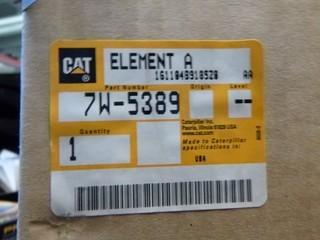 CAT ®
ELEMENT A
1611046918520 AA
Part Number Origin Level
7W-5389 --
Quantity
1
Caterpillar Inc.
Peoria, Illinois 61629 USA
www.cat.com
Made to Caterpillar
specifications in:
USA